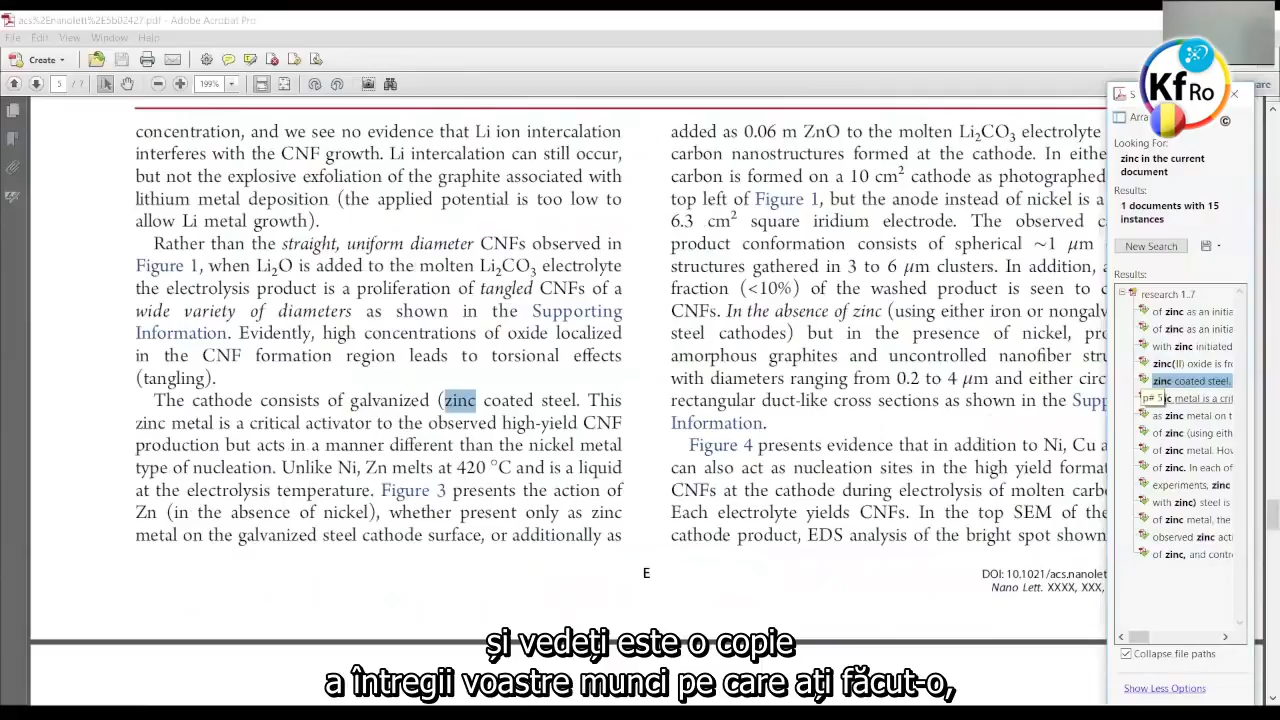 acs%2Enanolett%2E5b02427.pdf - Adobe Acrobat Pro
File Edit View Window Help
Create
5 / 7
199%
concentration, and we see no evidence that Li ion intercalation
interferes with the CNF growth. Li intercalation can still occur,
but not the explosive exfoliation of the graphite associated with
lithium metal deposition (the applied potential is too low to
allow Li metal growth).
Rather than the straight, uniform diameter CNFs observed in
Figure 1, when Li2O is added to the molten Li2CO3 electrolyte
the electrolysis product is a proliferation of tangled CNFs of a
wide variety of diameters as shown in the Supporting
Information. Evidently, high concentrations of oxide localized
in the CNF formation region leads to torsional effects
(tangling).
The cathode consists of galvanized (zinc coated steel. This
zinc metal is a critical activator to the observed high-yield CNF
production but acts in a manner different than the nickel metal
type of nucleation. Unlike Ni, Zn melts at 420 °C and is a liquid
at the electrolysis temperature. Figure 3 presents the action of
Zn (in the absence of nickel), whether present only as zinc
metal on the galvanized steel cathode surface, or additionally as
added as 0.06 m ZnO to the molten Li2CO3 electrolyte
carbon nanostructures formed at the cathode. In eithe
carbon is formed on a 10 cm2 cathode as photographed
top left of Figure 1, but the anode instead of nickel is a
6.3 cm2 square iridium electrode. The observed c
product conformation consists of spherical ~1 μm
structures gathered in 3 to 6 μm clusters. In addition, a
fraction (<10%) of the washed product is seen to c
CNFs. In the absence of zinc (using either iron or nongalv
steel cathodes) but in the presence of nickel, pro
amorphous graphites and uncontrolled nanofiber stru
with diameters ranging from 0.2 to 4 μm and either circ
rectangular duct-like cross sections as shown in the Supp
Information.
Figure 4 presents evidence that in addition to Ni, Cu a
can also act as nucleation sites in the high yield format
CNFs at the cathode during electrolysis of molten carbo
Each electrolyte yields CNFs. In the top SEM of the
cathode product, EDS analysis of the bright spot shown
E
DOI: 10.1021/acs.nanolet
Nano Lett. XXXX, XXX,
Kf Ro
©
S
Arra
Looking For:
zinc in the current
document
Results:
1 documents with 15
instances
New Search
Results:
research 1..7
of zinc as an initia
of zinc as an initia
with zinc initiated
zinc(II) oxide is fr
zinc coated steel.
p# 5
zinc metal is a crit
as zinc metal on t
of zinc (using eith
of zinc metal. Hov
of zinc. In each of
experiments, zinc
with zinc) steel is
of zinc metal, the
observed zinc acti
of zinc, and contr
Collapse file paths
Show Less Options
și vedeți este o copie
a întregii voastre munci pe care ați făcut-o,